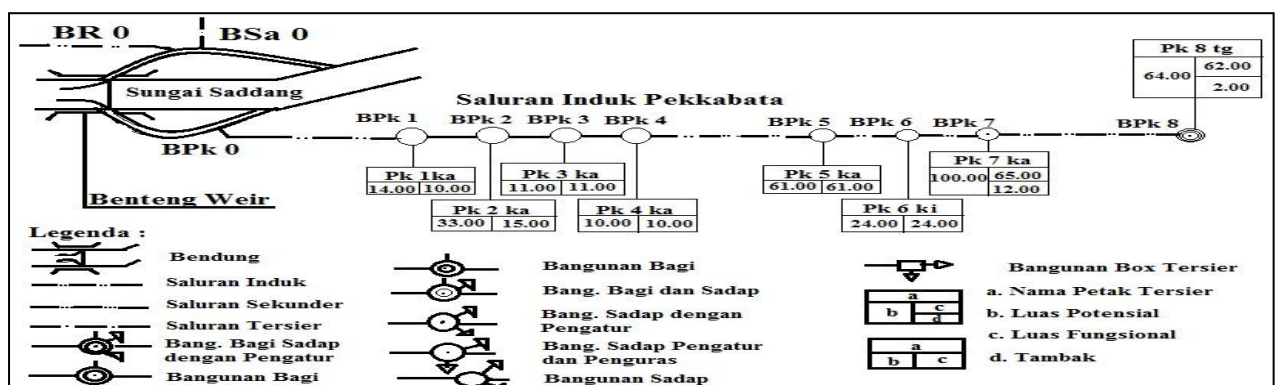 BR 0
BSa 0
Sungai Saddang
BPk 0
Benteng Weir
Saluran Induk Pekkabata
BPk 1
BPk 2
BPk 3
BPk 4
BPk 5
BPk 6
BPk 7
BPk 8
Pk 1ka
14.00 10.00
Pk 2 ka
33.00 15.00
Pk 3 ka
11.00 11.00
Pk 4 ka
10.00 10.00
Pk 5 ka
61.00 61.00
Pk 6 ki
24.00 24.00
Pk 7 ka
100.00 65.00
12.00
Pk 8 tg
64.00 62.00
2.00
Legenda :
Bendung
Saluran Induk
Saluran Sekunder
Saluran Tersier
Bang. Bagi Sadap
dengan Pengatur
Bangunan Bagi
Bangunan Bagi
Bang. Bagi dan Sadap
Bang. Sadap dengan
Pengatur
Bang. Sadap Pengatur
dan Penguras
Bangunan Sadap
Bangunan Box Tersier
a
b c
d
a
b c
a. Nama Petak Tersier
b. Luas Potensial
c. Luas Fungsional
d. Tambak